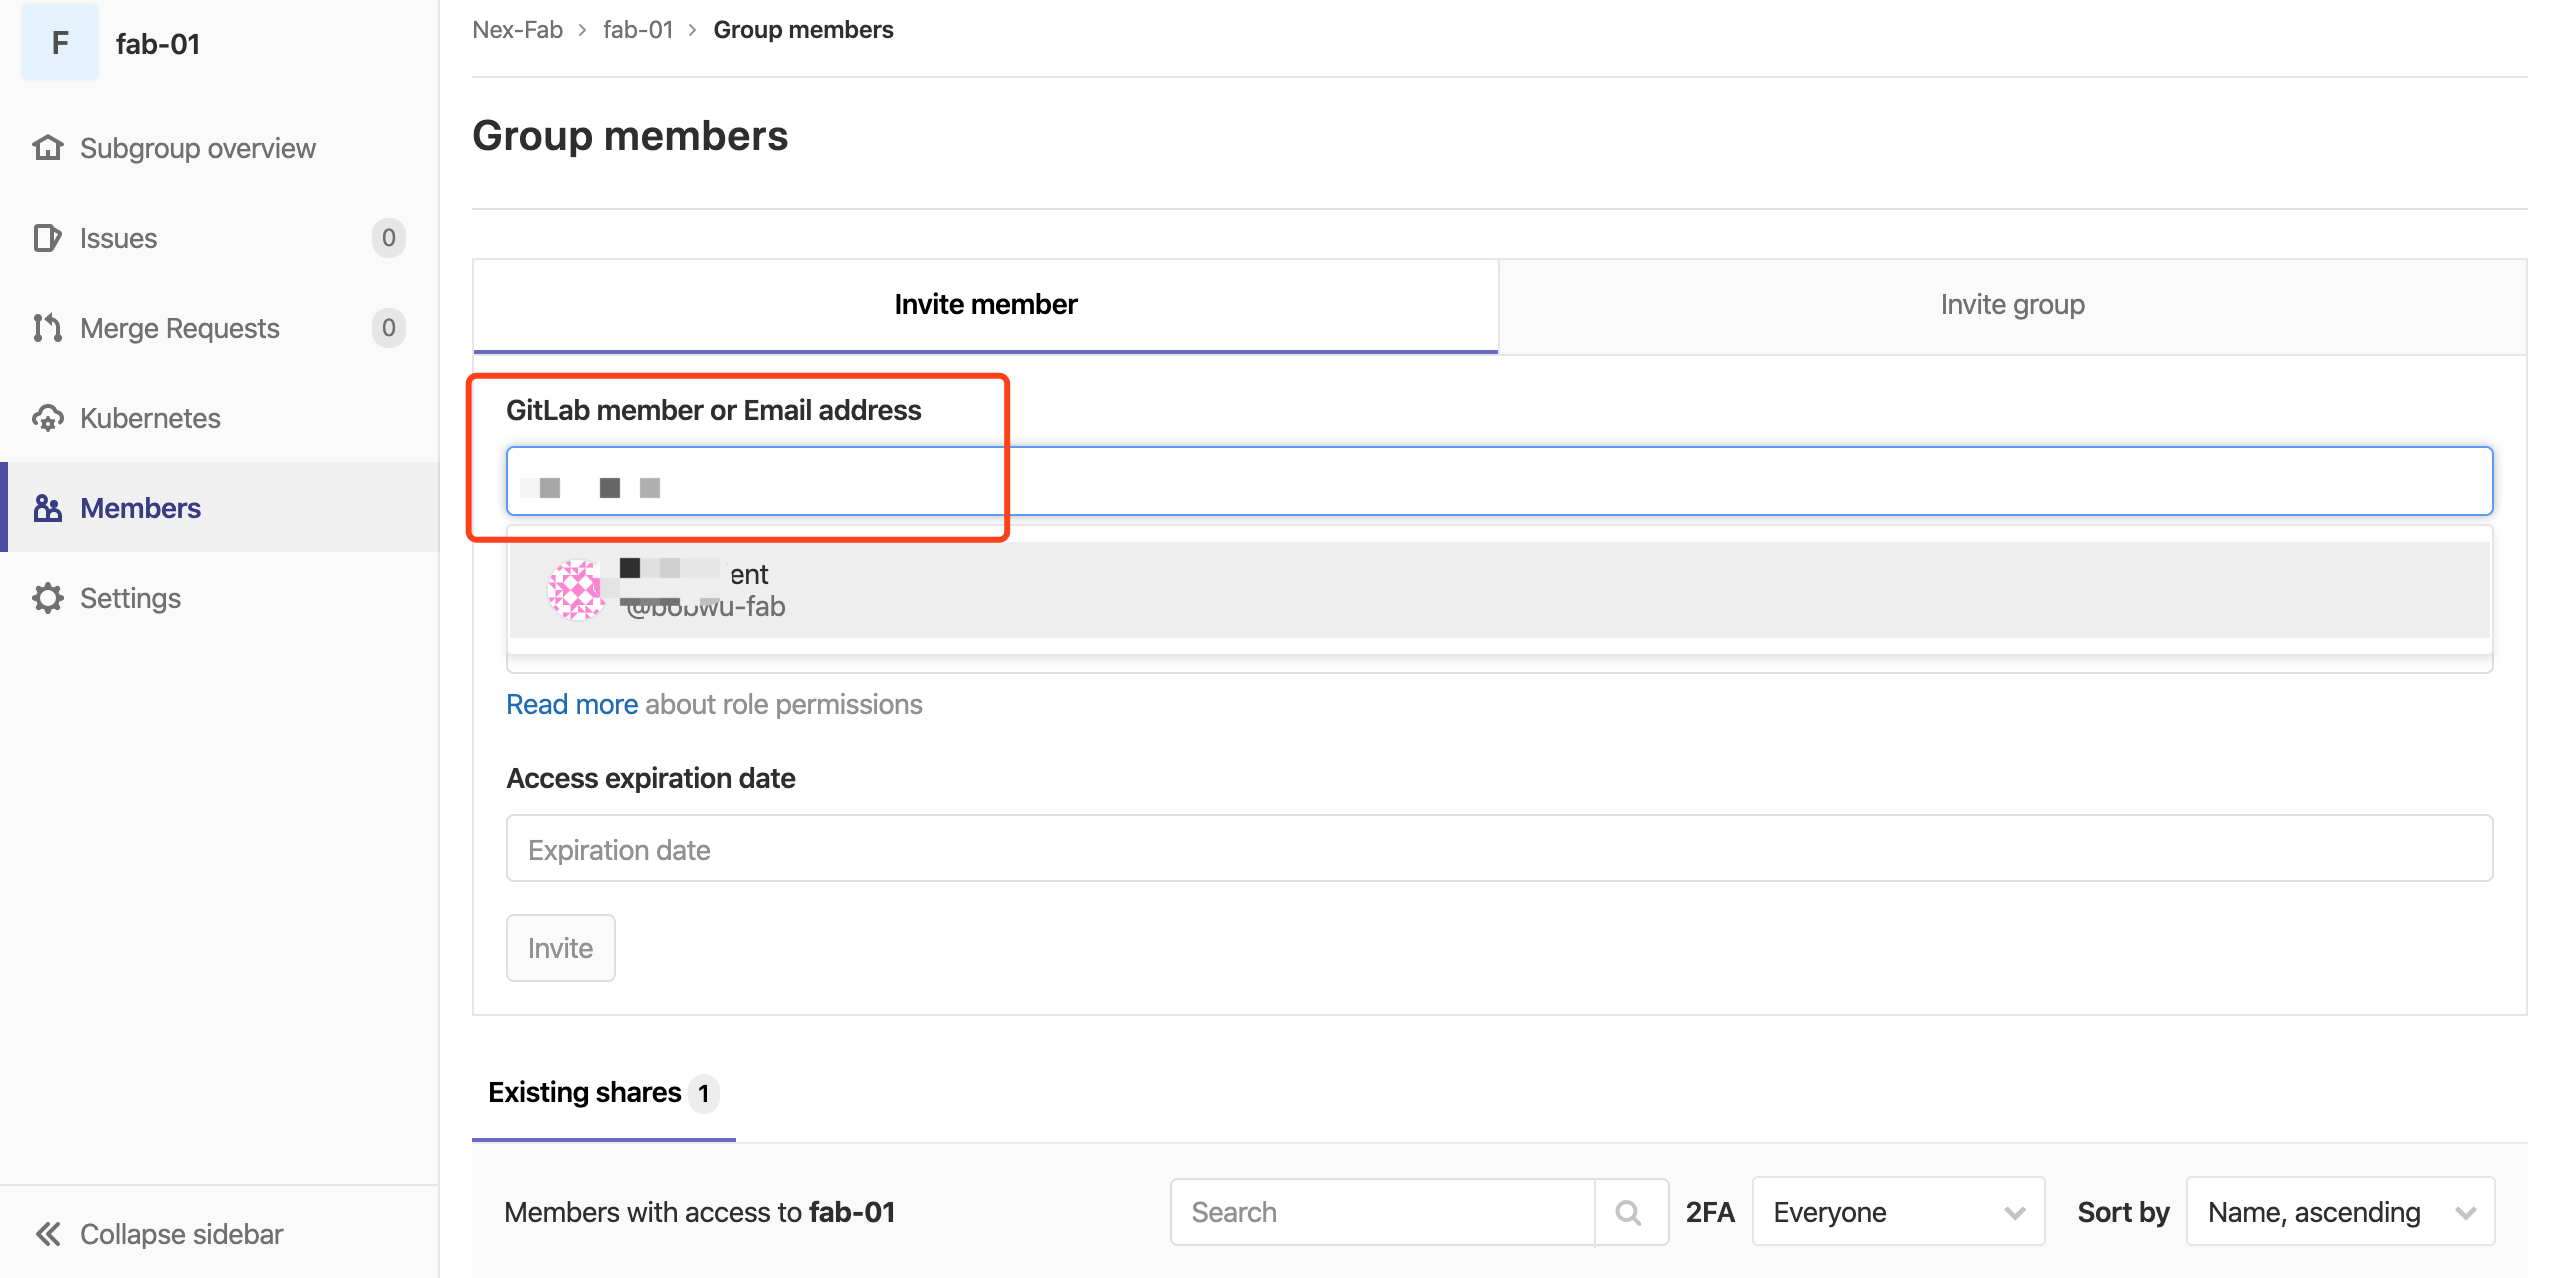 F fab-01
Subgroup overview
Issues 0
Merge Requests 0
Kubernetes
Members
Settings
Collapse sidebar
Nex-Fab > fab-01 > Group members
Group members
Invite member
Invite group
GitLab member or Email address
ent
@bobwu-fab
Read more about role permissions
Access expiration date
Expiration date
Invite
Existing shares 1
Members with access to fab-01
Search
2FA
Everyone
Sort by
Name, ascending